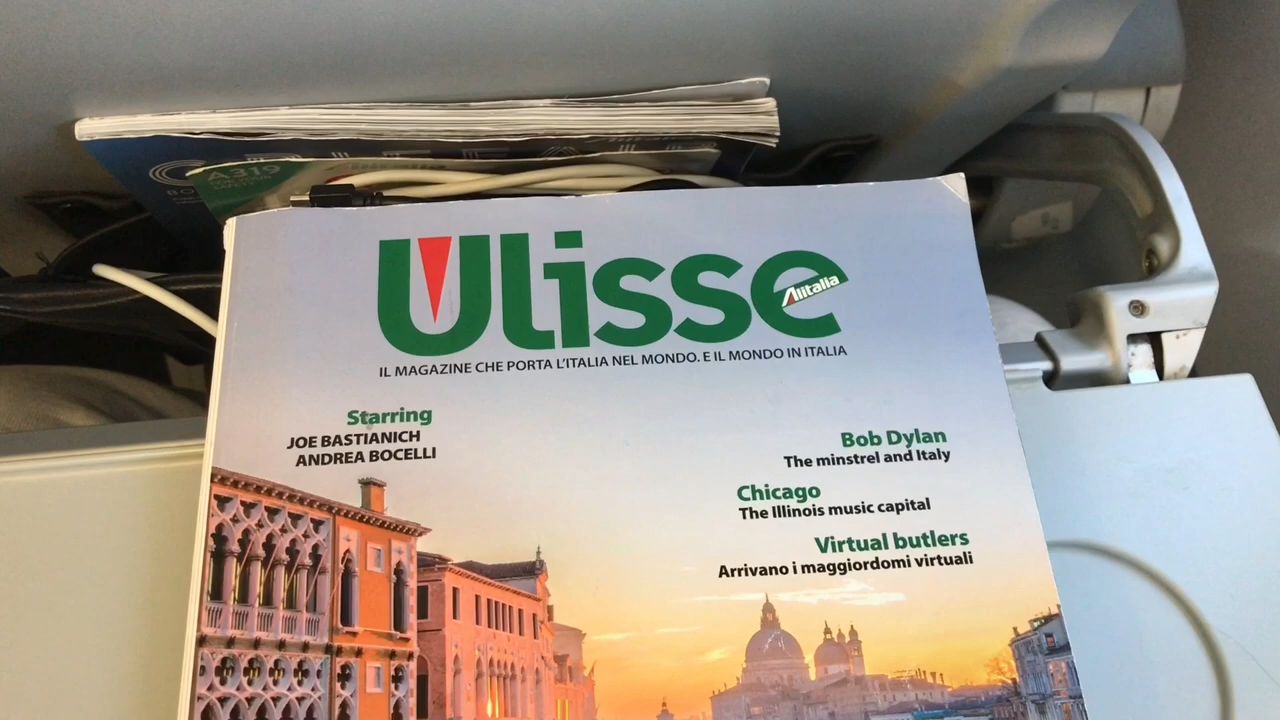 A319
Ulisse
Alitalia
IL MAGAZINE CHE PORTA L'ITALIA NEL MONDO. E IL MONDO IN ITALIA
Starring
JOE BASTIANICH
ANDREA BOCELLI
Bob Dylan
The minstrel and Italy
Chicago
The Illinois music capital
Virtual butlers
Arrivano i maggiordomi virtuali